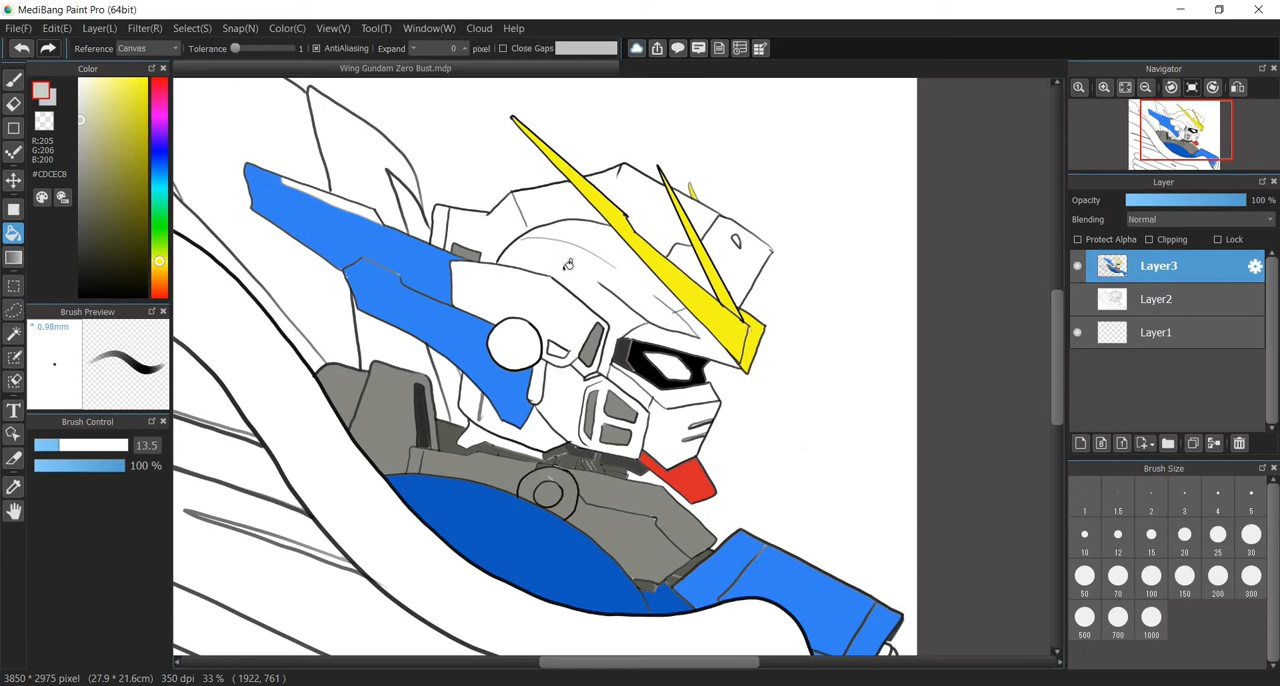 MediBang Paint Pro (64bit)
File(F) Edit(E) Layer(L) Filter(R) Select(S) Snap(N) Color(C) View(V) Tool(T) Window(W) Cloud Help
Reference Canvas Tolerance 1 AntiAliasing Expand 0 pixel Close Gaps
Color
Wing Gundam Zero Bust.mdp
Navigator
R:205
G:206
B:200
#CDCEC8
Layer
Opacity 100 %
Blending Normal
Protect Alpha Clipping Lock
Layer3
Layer2
Layer1
Brush Preview
* 0.98mm
Brush Control
13.5
100 %
Brush Size
1 1.5 2 3 4 5
10 12 15 20 25 30
50 70 100 150 200 300
500 700 1000
3850 * 2975 pixel (27.9 * 21.6cm) 350 dpi 33 % ( 1922, 761 )